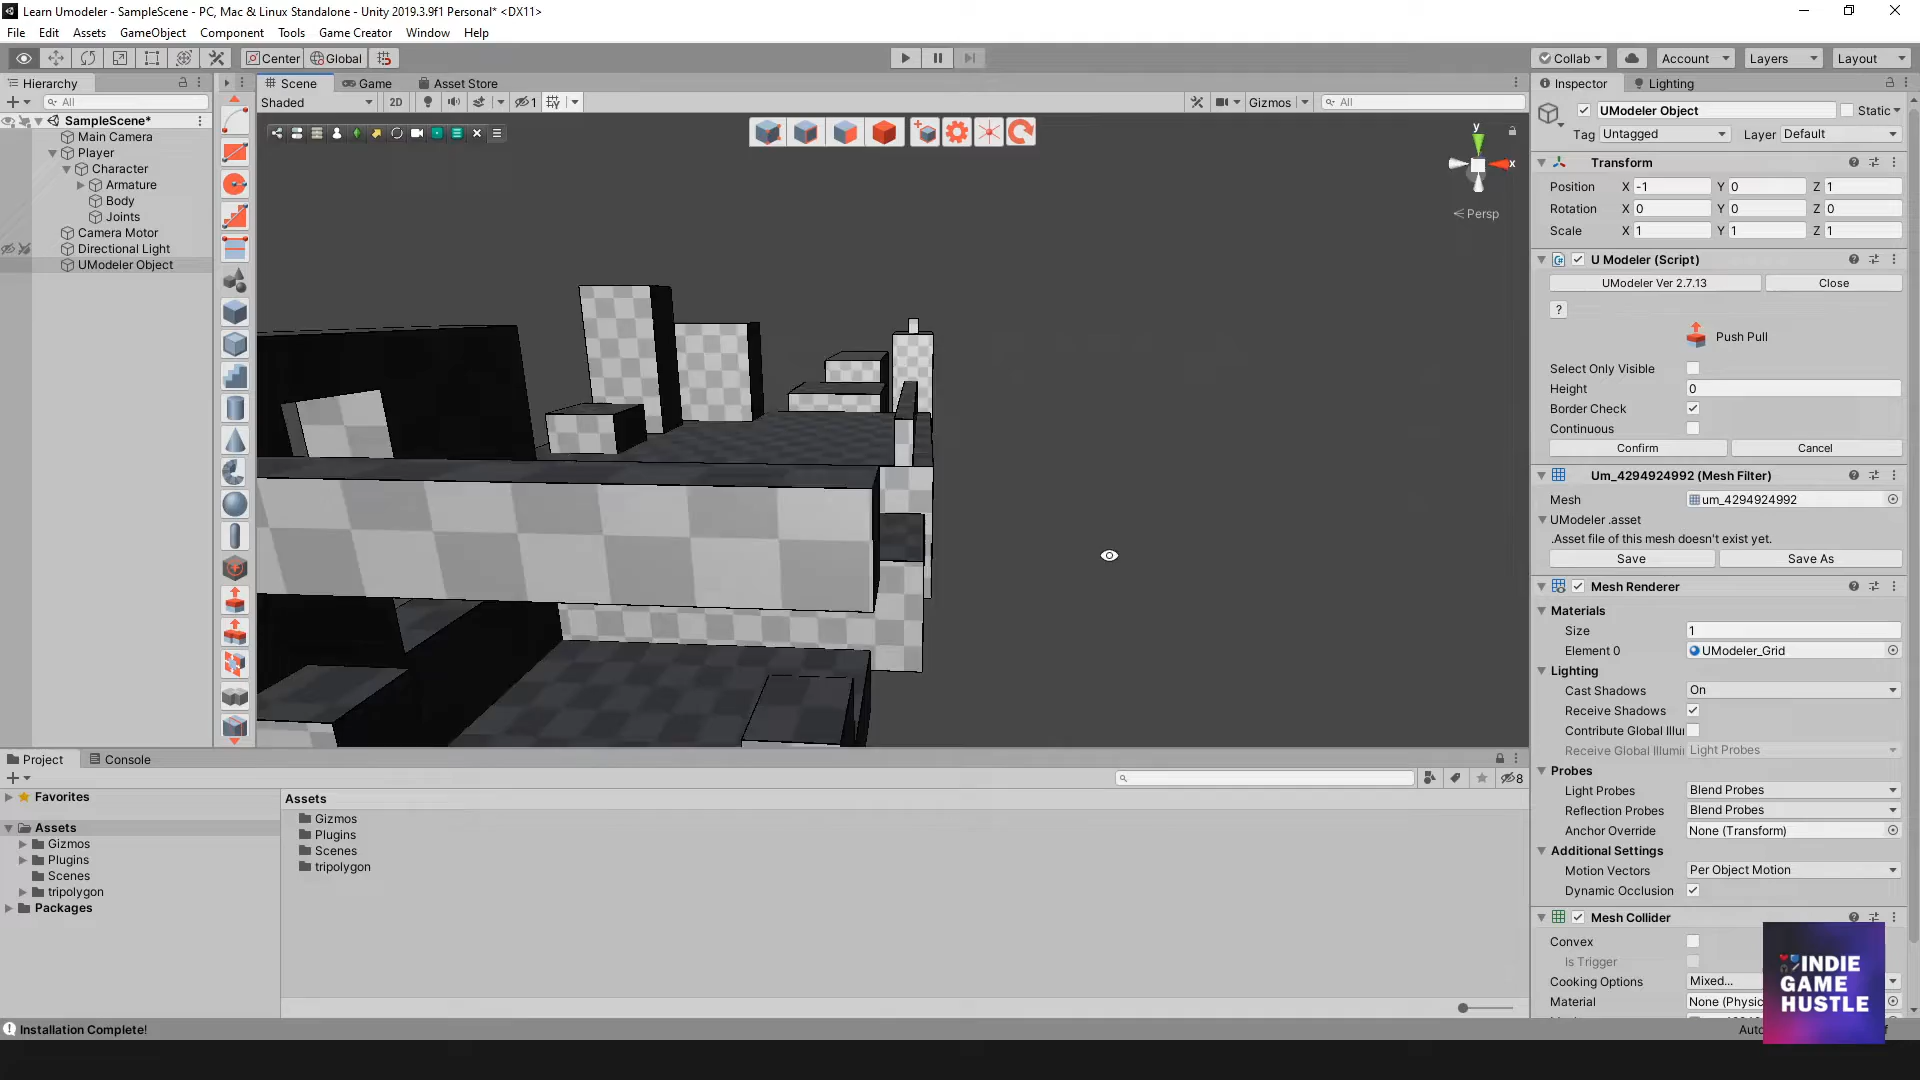 Learn Umodeler - SampleScene - PC, Mac & Linux Standalone - Unity 2019.3.9f1 Personal* <DX11>
File Edit Assets GameObject Component Tools Game Creator Window Help
Center Global Collab Account Layers Layout
Hierarchy Scene Game Asset Store Inspector Lighting
All Shaded 2D 1 Gizmos All
SampleScene*
Main Camera
Player
Character
Armature
Body
Joints
Camera Motor
Directional Light
UModeler Object
y
x
< Persp
UModeler Object Static
Tag Untagged Layer Default
Transform
Position X -1 Y 0 Z 1
Rotation X 0 Y 0 Z 0
Scale X 1 Y 1 Z 1
U Modeler (Script)
UModeler Ver 2.7.13 Close
?
Push Pull
Select Only Visible
Height 0
Border Check
Continuous
Confirm Cancel
Um_4294924992 (Mesh Filter)
Mesh um_4294924992
UModeler .asset
.Asset file of this mesh doesn't exist yet.
Save Save As
Mesh Renderer
Materials
Size 1
Element 0 UModeler_Grid
Lighting
Cast Shadows On
Receive Shadows
Contribute Global Illu
Receive Global Illumi Light Probes
Probes
Light Probes Blend Probes
Reflection Probes Blend Probes
Anchor Override None (Transform)
Additional Settings
Motion Vectors Per Object Motion
Dynamic Occlusion
Mesh Collider
Convex
Is Trigger
Cooking Options Mixed...
Material None (Physic
Project Console
8
Favorites
Assets
Gizmos
Plugins
Scenes
tripolygon
Packages
Assets
Gizmos
Plugins
Scenes
tripolygon
Installation Complete!
INDIE
GAME
HUSTLE